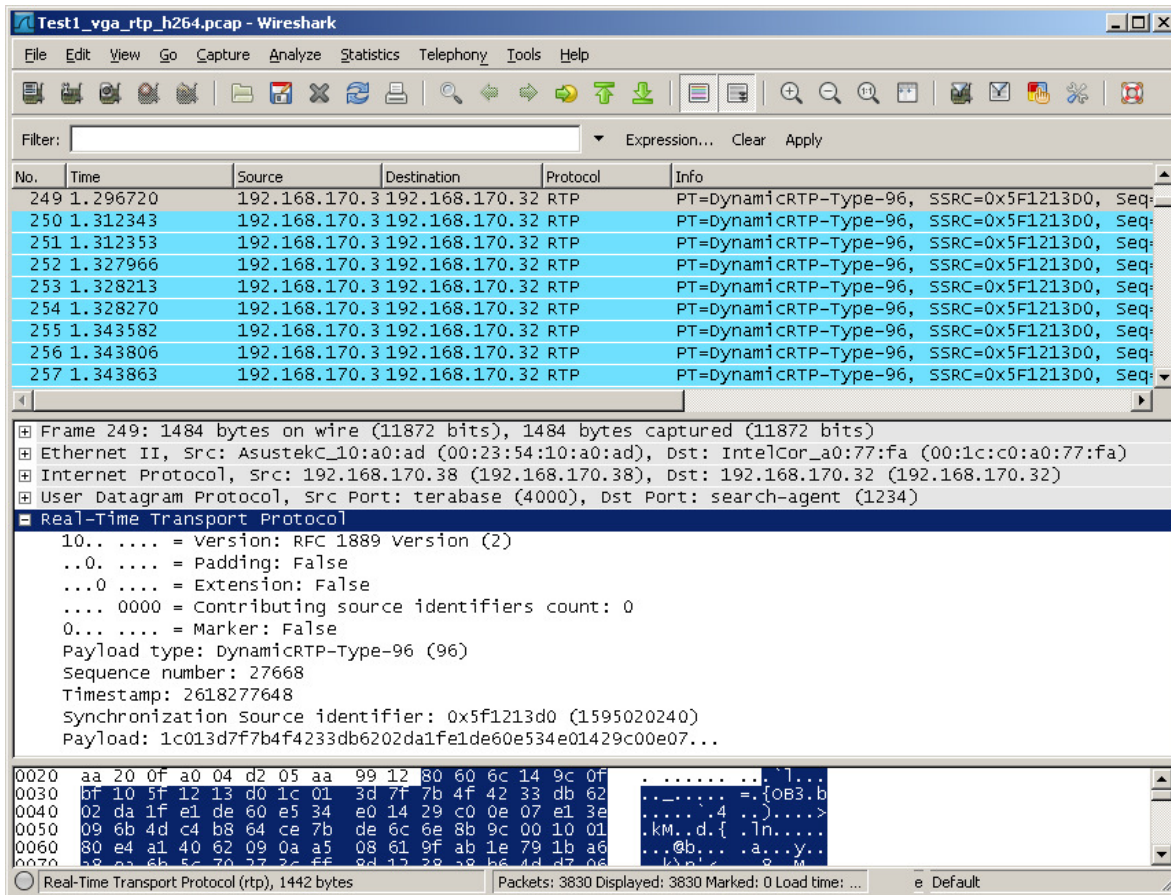 Test1_vga_rtp_h264.pcap - Wireshark
File Edit View Go Capture Analyze Statistics Telephony Tools Help
Filter: Expression... Clear Apply
No. Time Source Destination Protocol Info
249 1.296720 192.168.170.3 192.168.170.32 RTP PT=DynamicRTP-Type-96, SSRC=0x5F1213D0, Seq=
250 1.312343 192.168.170.3 192.168.170.32 RTP PT=DynamicRTP-Type-96, SSRC=0x5F1213D0, Seq=
251 1.312353 192.168.170.3 192.168.170.32 RTP PT=DynamicRTP-Type-96, SSRC=0x5F1213D0, Seq=
252 1.327966 192.168.170.3 192.168.170.32 RTP PT=DynamicRTP-Type-96, SSRC=0x5F1213D0, Seq=
253 1.328213 192.168.170.3 192.168.170.32 RTP PT=DynamicRTP-Type-96, SSRC=0x5F1213D0, Seq=
254 1.328270 192.168.170.3 192.168.170.32 RTP PT=DynamicRTP-Type-96, SSRC=0x5F1213D0, Seq=
255 1.343582 192.168.170.3 192.168.170.32 RTP PT=DynamicRTP-Type-96, SSRC=0x5F1213D0, Seq=
256 1.343806 192.168.170.3 192.168.170.32 RTP PT=DynamicRTP-Type-96, SSRC=0x5F1213D0, Seq=
257 1.343863 192.168.170.3 192.168.170.32 RTP PT=DynamicRTP-Type-96, SSRC=0x5F1213D0, Seq=
Frame 249: 1484 bytes on wire (11872 bits), 1484 bytes captured (11872 bits)
Ethernet II, Src: AsustekC_10:a0:ad (00:23:54:10:a0:ad), Dst: IntelCor_a0:77:fa (00:1c:c0:a0:77:fa)
Internet Protocol, Src: 192.168.170.38 (192.168.170.38), Dst: 192.168.170.32 (192.168.170.32)
User Datagram Protocol, Src Port: terabase (4000), Dst Port: search-agent (1234)
Real-Time Transport Protocol
10.. .... = Version: RFC 1889 Version (2)
..0. .... = Padding: False
...0 .... = Extension: False
.... 0000 = Contributing source identifiers count: 0
0... .... = Marker: False
Payload type: DynamicRTP-Type-96 (96)
Sequence number: 27668
Timestamp: 2618277648
Synchronization Source identifier: 0x5f1213d0 (1595020240)
Payload: 1c013d7f7b4f4233db6202da1fe1de60e534e01429c00e07...
0020 aa 20 0f a0 04 d2 05 aa 99 12 80 60 6c 14 9c 0f . ...... ..`l...
0030 bf 10 5f 12 13 d0 1c 01 3d 7f 7b 4f 42 33 db 62 .._..... =.{OB3.b
0040 02 da 1f e1 de 60 e5 34 e0 14 29 c0 0e 07 e1 3e .....`.4 ..)....>
0050 09 6b 4d c4 b8 64 ce 7b de 6c 6e 8b 9c 00 10 01 .kM..d.{ .ln.....
0060 80 e4 a1 40 62 09 0a a5 08 61 9f ab 1e 79 1b a6 ...@b... .a...y..
Real-Time Transport Protocol (rtp), 1442 bytes Packets: 3830 Displayed: 3830 Marked: 0 Load time: ... e Default